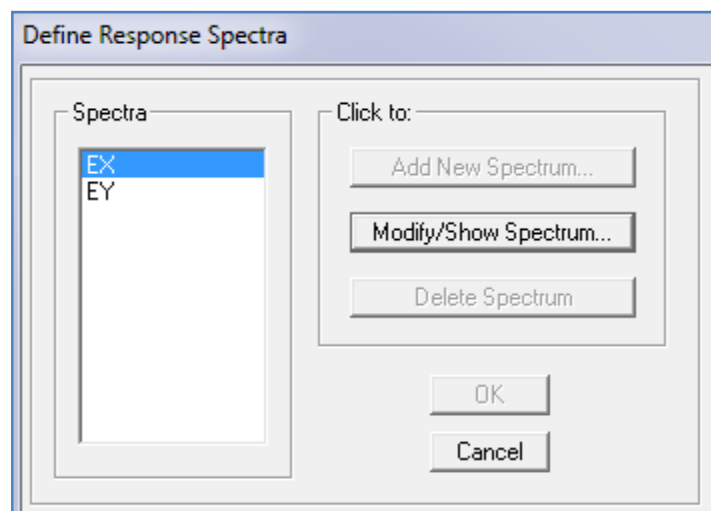 Define Response Spectra
Spectra
EX
EY
Click to:
Add New Spectrum...
Modify/Show Spectrum...
Delete Spectrum
OK
Cancel